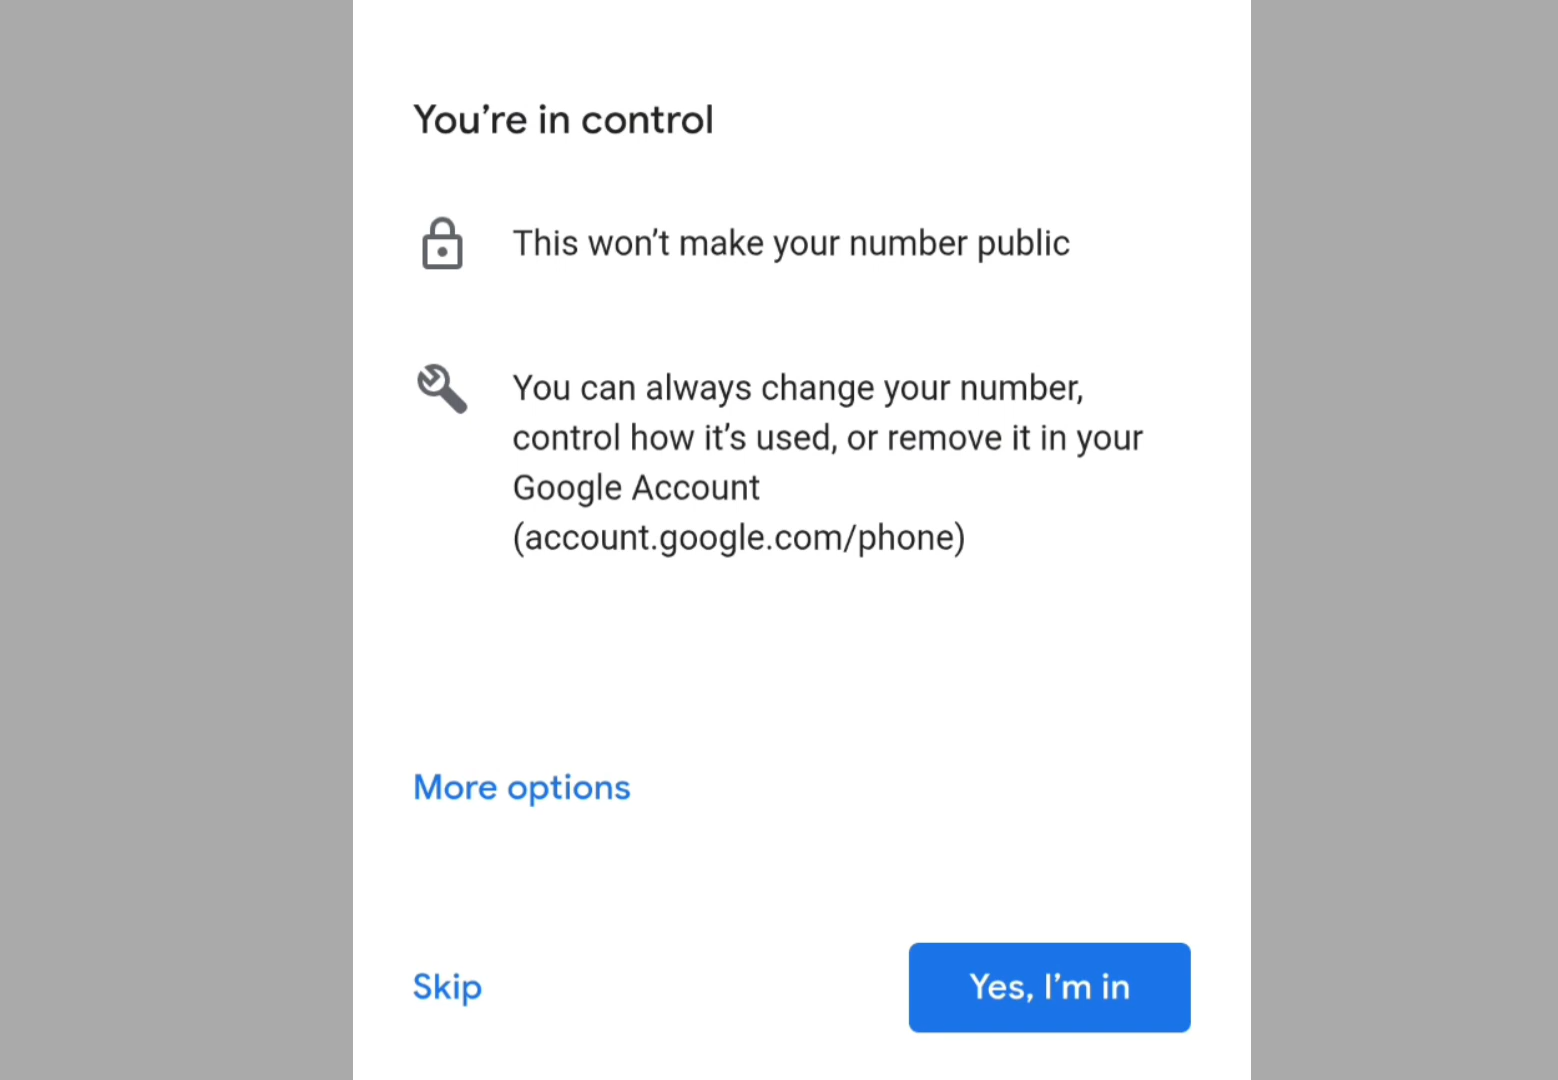 You’re in control
This won’t make your number public
You can always change your number,
control how it’s used, or remove it in your
Google Account
(account.google.com/phone)
More options
Skip
Yes, I’m in